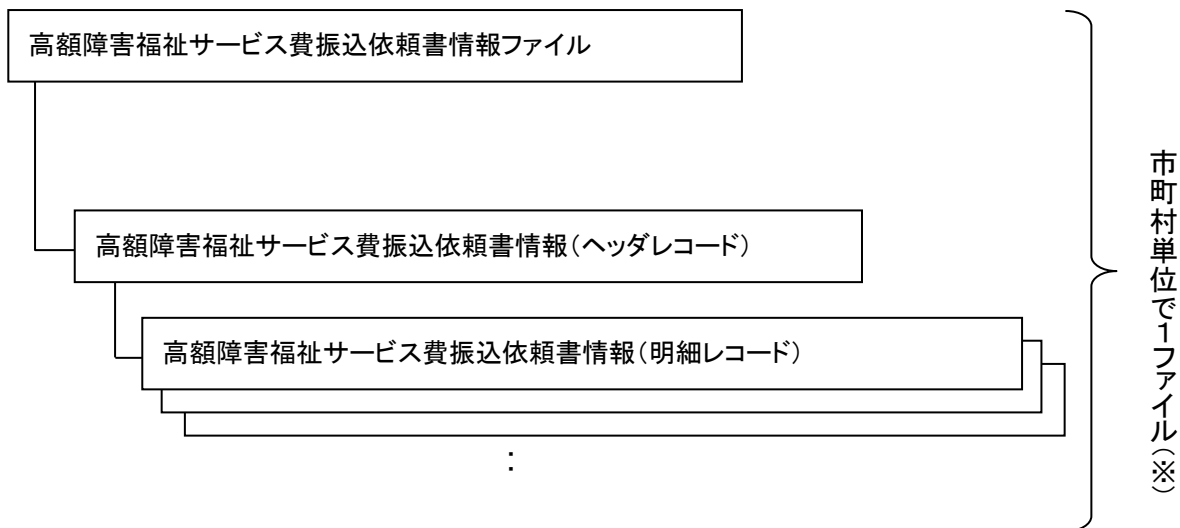 高額障害福祉サービス費振込依頼書情報ファイル
高額障害福祉サービス費振込依頼書情報（ヘッダレコード）
高額障害福祉サービス費振込依頼書情報（明細レコード）
：
市町村単位で1ファイル（※）